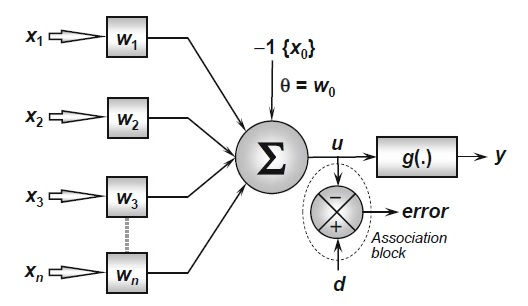 x1
w1
−1 {x0}
θ = w0
x2
w2
Σ
u
g(.)
y
x3
w3
−
+
error
Association
block
xn
wn
d